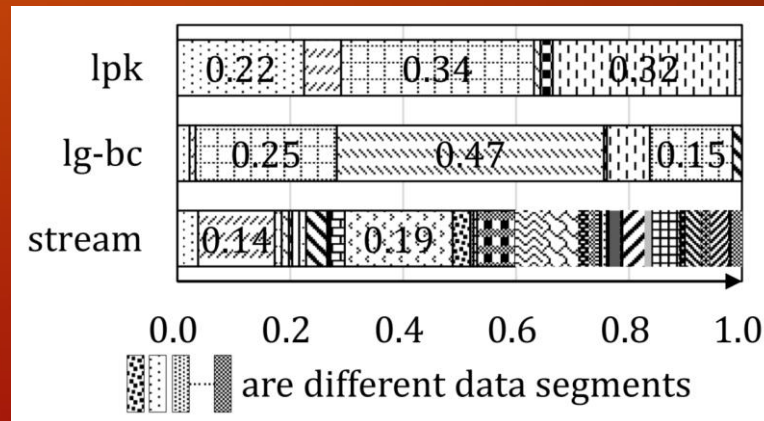 lpk 0.22 0.34 0.32
lg-bc 0.25 0.47 0.15
stream 0.14 0.19
0.0 0.2 0.4 0.6 0.8 1.0
are different data segments